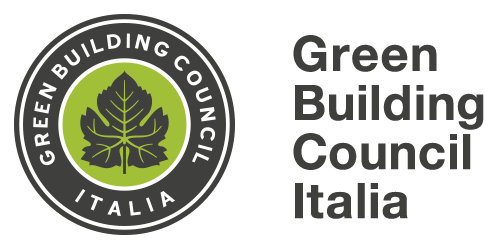 GREEN BUILDING COUNCIL
ITALIA
Green
Building
Council
Italia